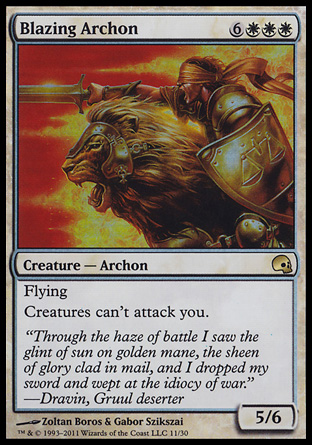 Blazing Archon 6
Creature — Archon
Flying
Creatures can't attack you.
"Through the haze of battle I saw the
glint of sun on golden mane, the sheen
of glory clad in mail, and I dropped my
sword and wept at the idiocy of war."
—Dravin, Gruul deserter
Zoltan Boros & Gabor Szikszai
™ & © 1993–2011 Wizards of the Coast LLC 11/30
5/6